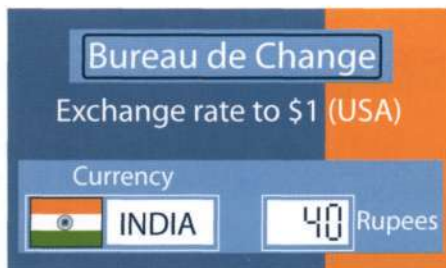 Bureau de Change
Exchange rate to $1 (USA)
Currency
INDIA 40 Rupees